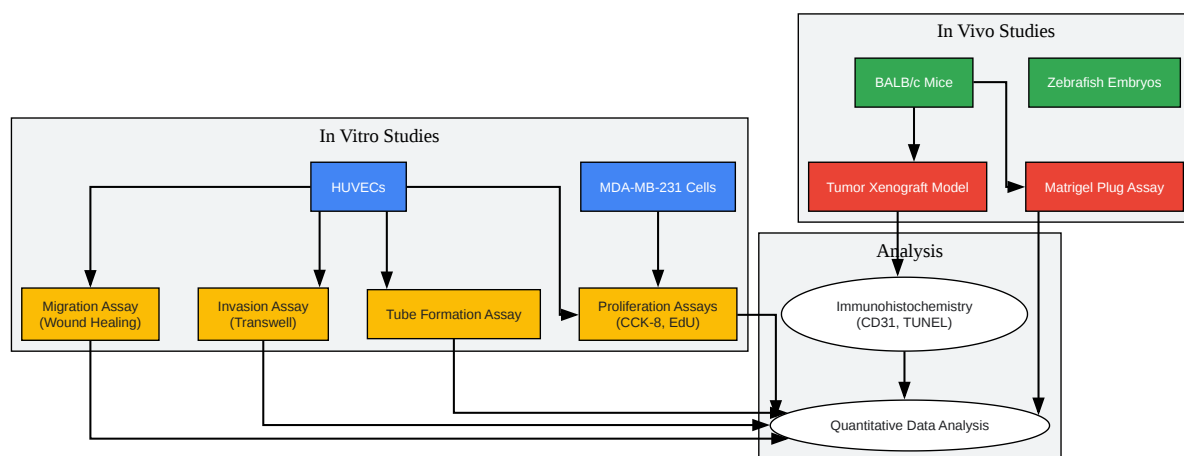 In Vivo Studies
BALB/c Mice
Zebrafish Embryos
In Vitro Studies
HUVECs
MDA-MB-231 Cells
Tumor Xenograft Model
Matrigel Plug Assay
Analysis
Migration Assay
(Wound Healing)
Invasion Assay
(Transwell)
Tube Formation Assay
Proliferation Assays
(CCK-8, EdU)
Immunohistochemistry
(CD31, TUNEL)
Quantitative Data Analysis